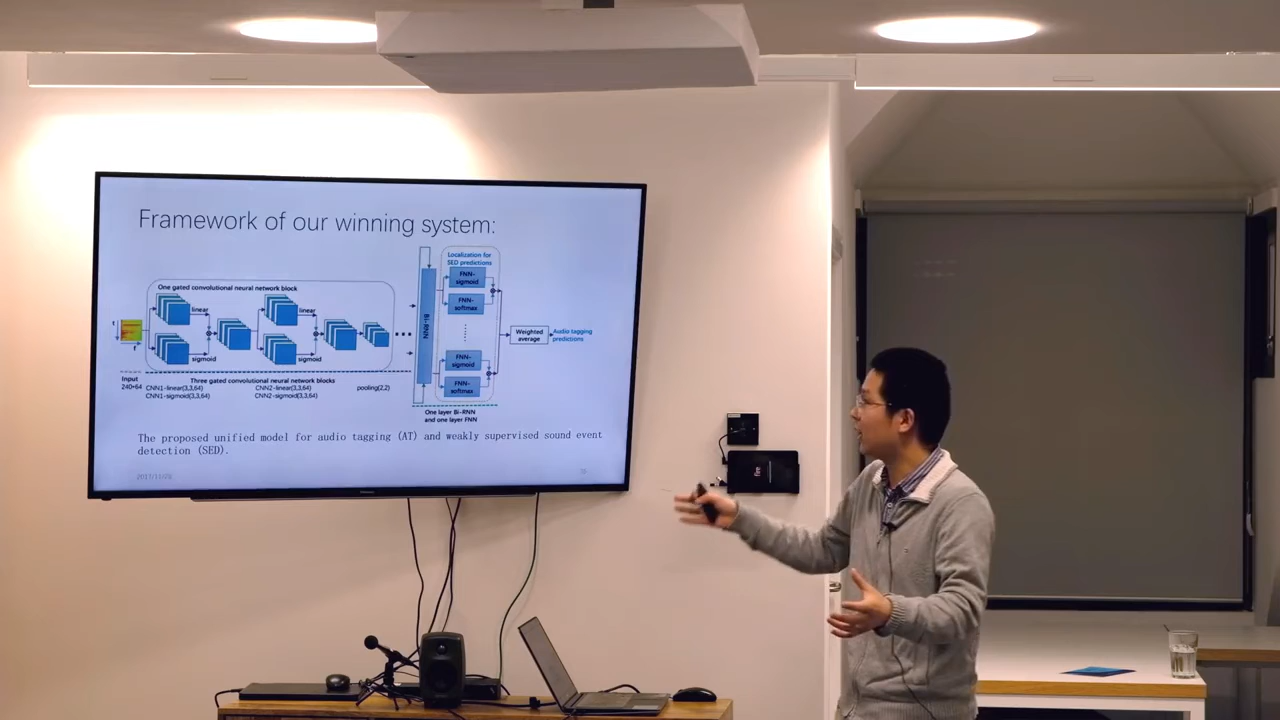 Framework of our winning system:
One gated convolutional neural network block
linear
sigmoid
linear
sigmoid
t
f
Input
240*64
Three gated convolutional neural network blocks
CNN1-linear(3,3,64)
CNN1-sigmoid(3,3,64)
CNN2-linear(3,3,64)
CNN2-sigmoid(3,3,64)
pooling(2,2)
Bi-RNN
Localization for
SED predictions
FNN-
sigmoid
FNN-
softmax
FNN-
sigmoid
FNN-
softmax
One layer Bi-RNN
and one layer FNN
Weighted
average
Audio tagging
predictions
The proposed unified model for audio tagging (AT) and weakly supervised sound event
detection (SED).